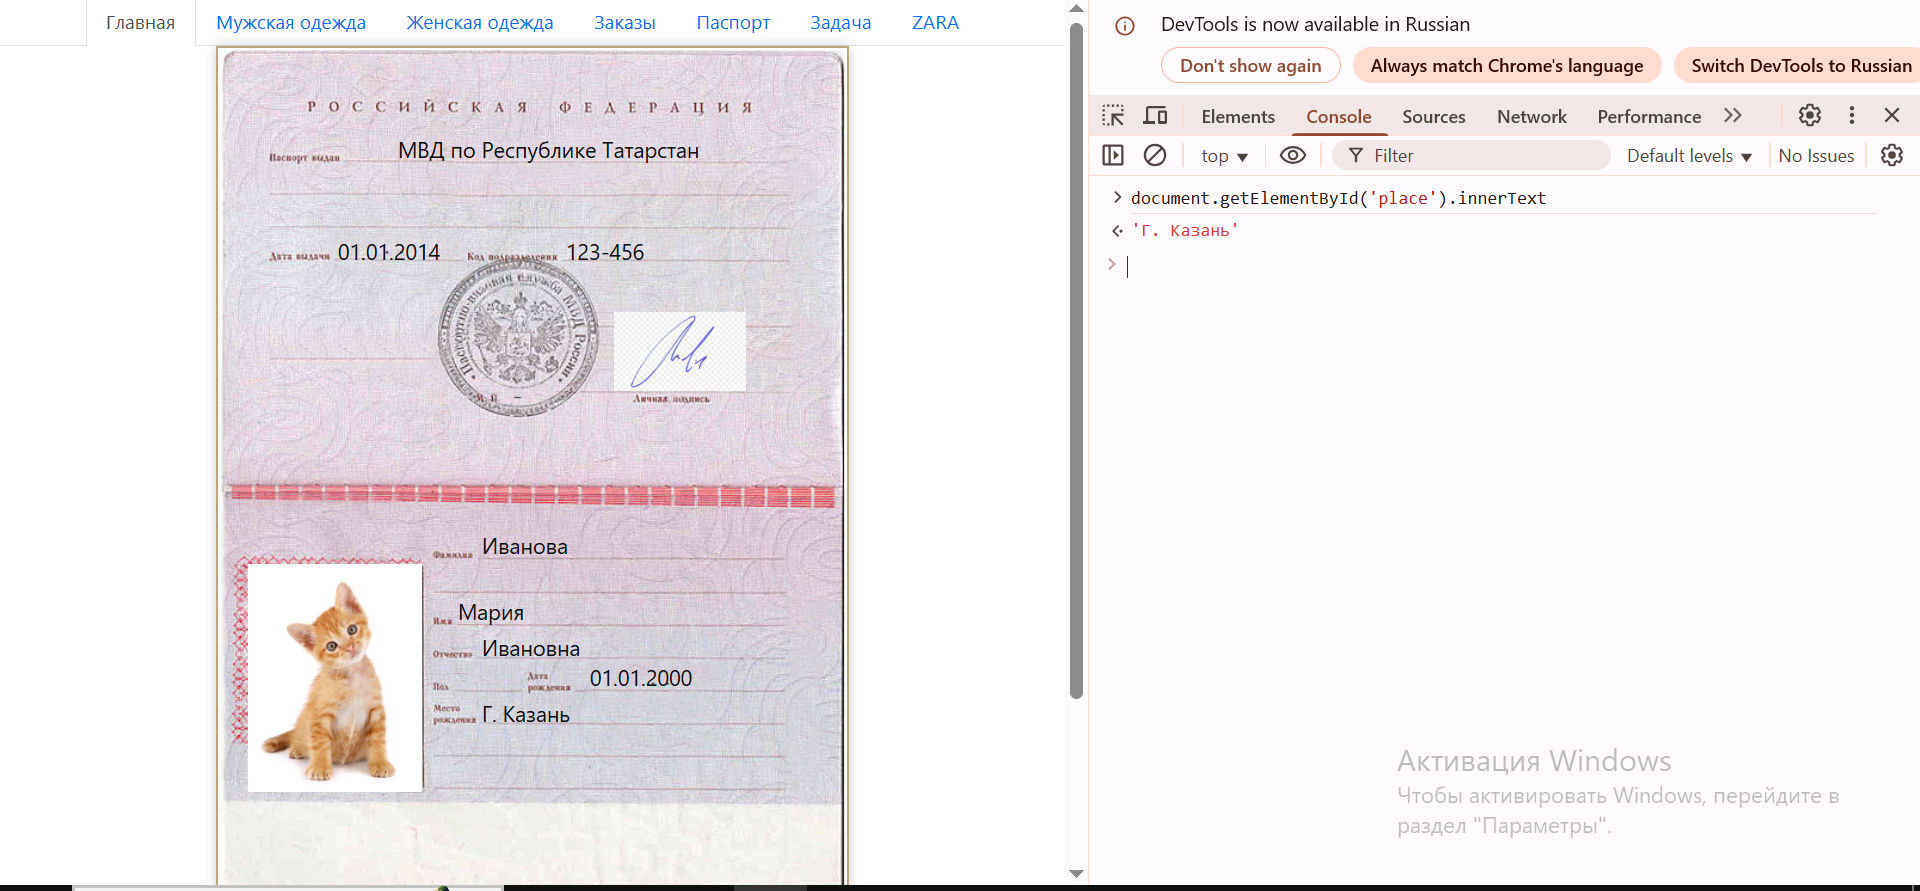 Главная Мужская одежда Женская одежда Заказы Паспорт Задача ZARA
РОССИЙСКАЯ ФЕДЕРАЦИЯ
Паспорт выдан МВД по Республике Татарстан
Дата выдачи 01.01.2014 Код подразделения 123-456
Паспортно-визовая служба МВД России
М. П.
Личная подпись
Фамилия Иванова
Имя Мария
Отчество Ивановна
Пол Дата рождения 01.01.2000
Место рождения Г. Казань
DevTools is now available in Russian
Don't show again Always match Chrome's language Switch DevTools to Russian
Elements Console Sources Network Performance
top Filter Default levels No Issues
document.getElementById('place').innerText
'Г. Казань'
Активация Windows
Чтобы активировать Windows, перейдите в
раздел "Параметры".